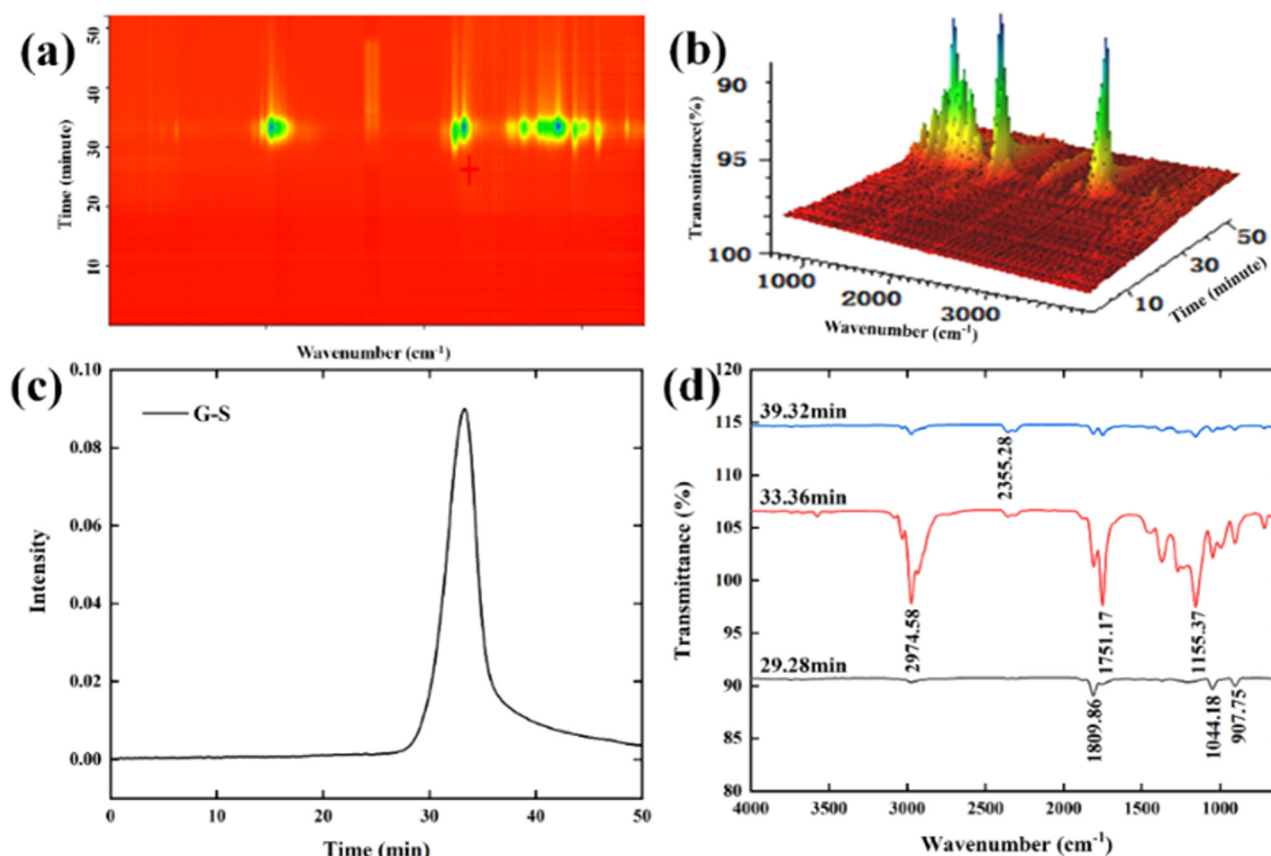 (a)
50
40
30
20
10
Time (minute)
Wavenumber (cm⁻¹)
(b)
90
95
100
Transmittance(%)
1000
2000
3000
Wavenumber (cm⁻¹)
10
30
50
Time (minute)
(c)
G-S
0.10
0.08
0.06
0.04
0.02
0.00
Intensity
0
10
20
30
40
50
Time (min)
(d)
120
115
110
105
100
95
90
85
80
Transmittance (%)
39.32min
2355.28
33.36min
2974.58
1751.17
1155.37
29.28min
1809.86
1044.18
907.75
4000
3500
3000
2500
2000
1500
1000
Wavenumber (cm⁻¹)